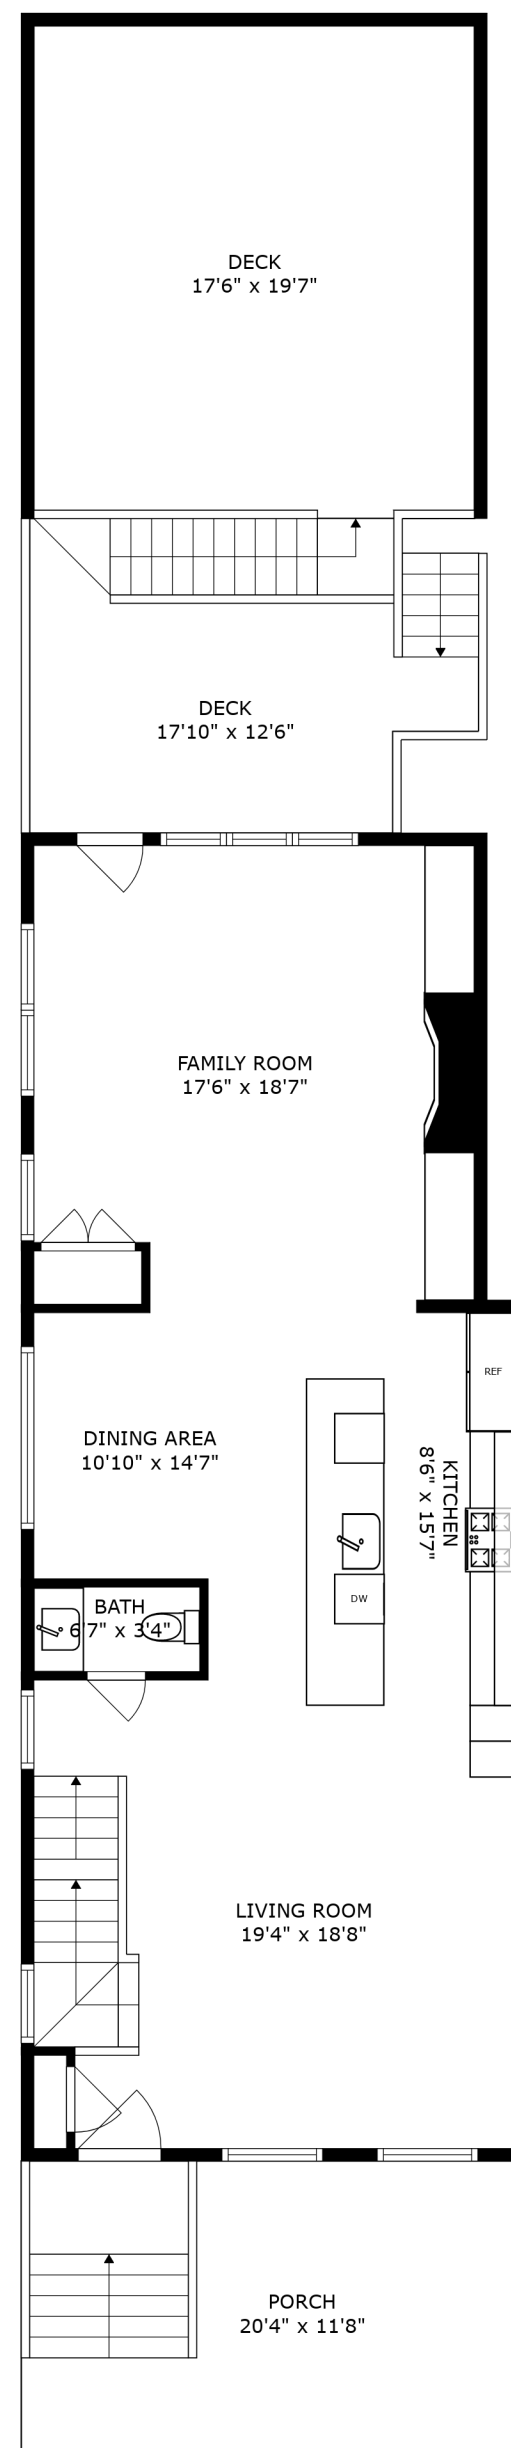 DECK
17'6" x 19'7"
DECK
17'10" x 12'6"
FAMILY ROOM
17'6" x 18'7"
REF
DINING AREA
10'10" x 14'7"
KITCHEN
8'6" x 15'7"
DW
BATH
6'7" x 3'4"
LIVING ROOM
19'4" x 18'8"
PORCH
20'4" x 11'8"